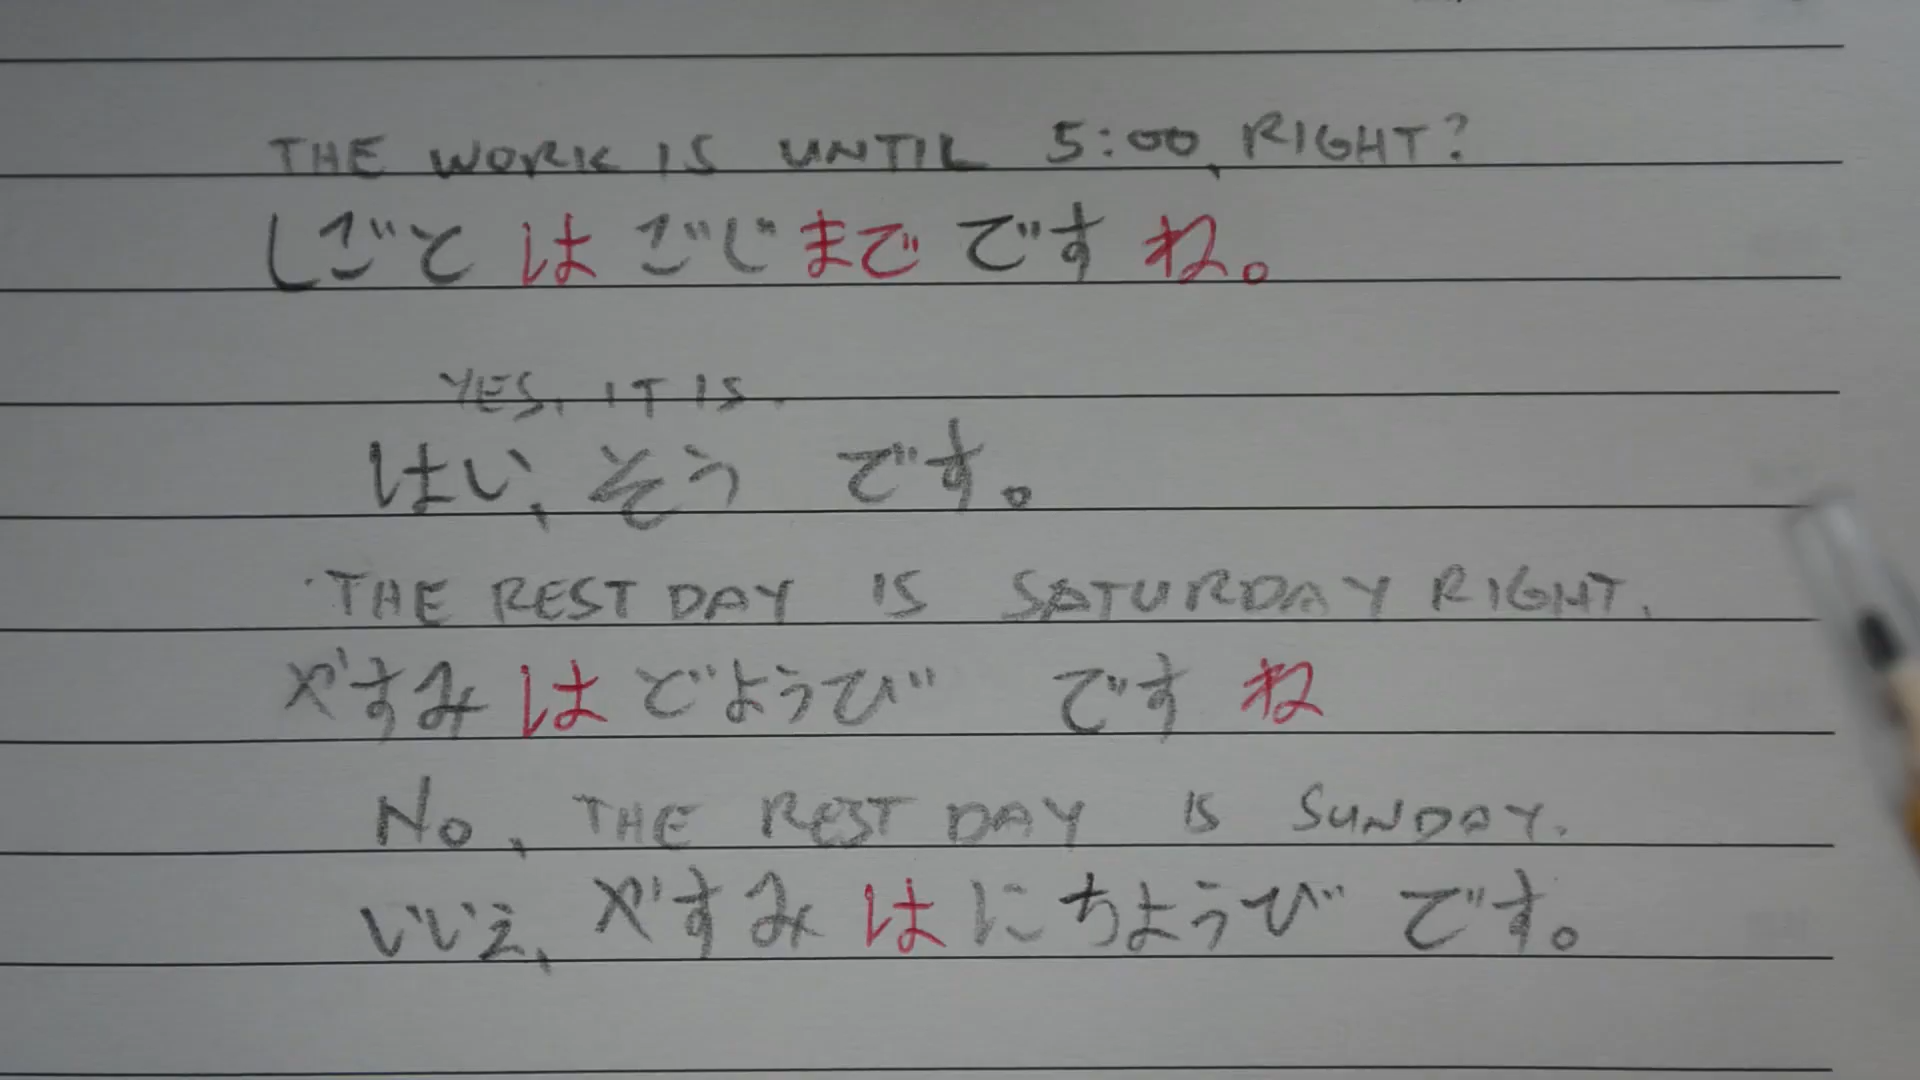 THE WORK IS UNTIL 5:00, RIGHT?
しごと は ごじ まで です ね。
YES, IT IS.
はい、そう です。
THE REST DAY IS SATURDAY RIGHT.
やすみ は どようび です ね
No, THE REST DAY IS SUNDAY.
いいえ、やすみ は にちようび です。